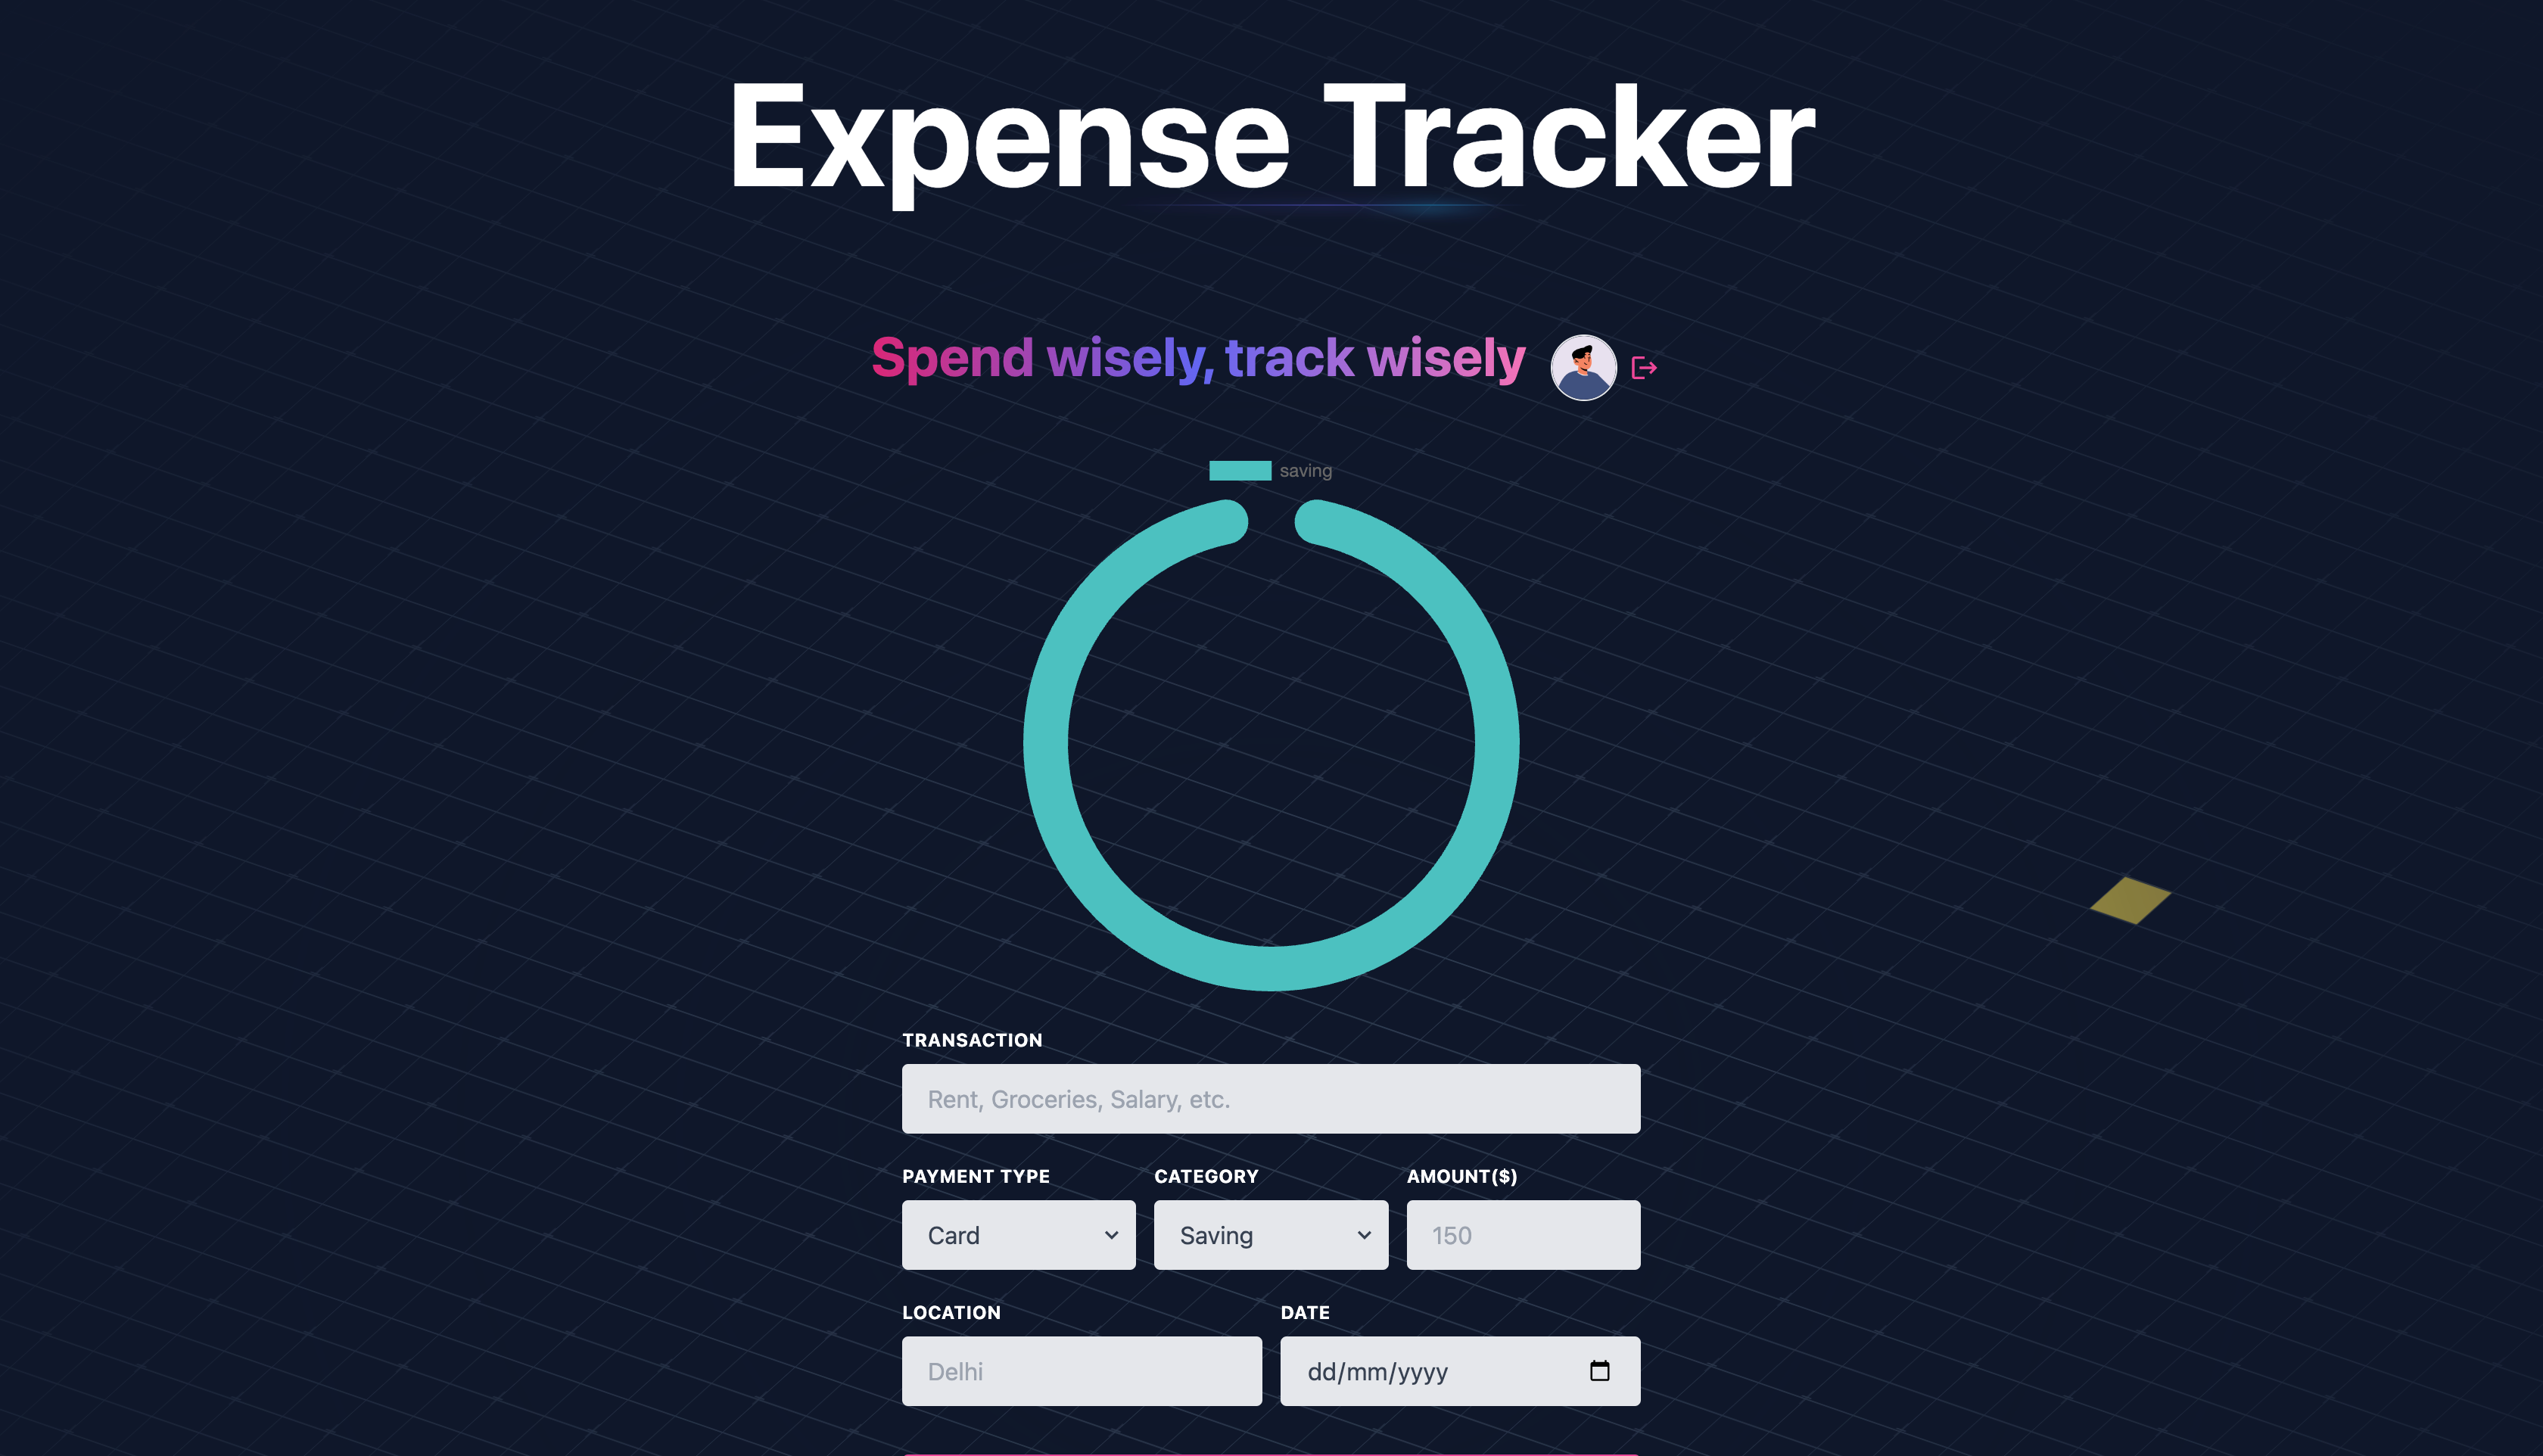 Expense Tracker
Spend wisely, track wisely
saving
TRANSACTION
Rent, Groceries, Salary, etc.
PAYMENT TYPE CATEGORY AMOUNT($)
Card Saving 150
LOCATION DATE
Delhi dd/mm/yyyy